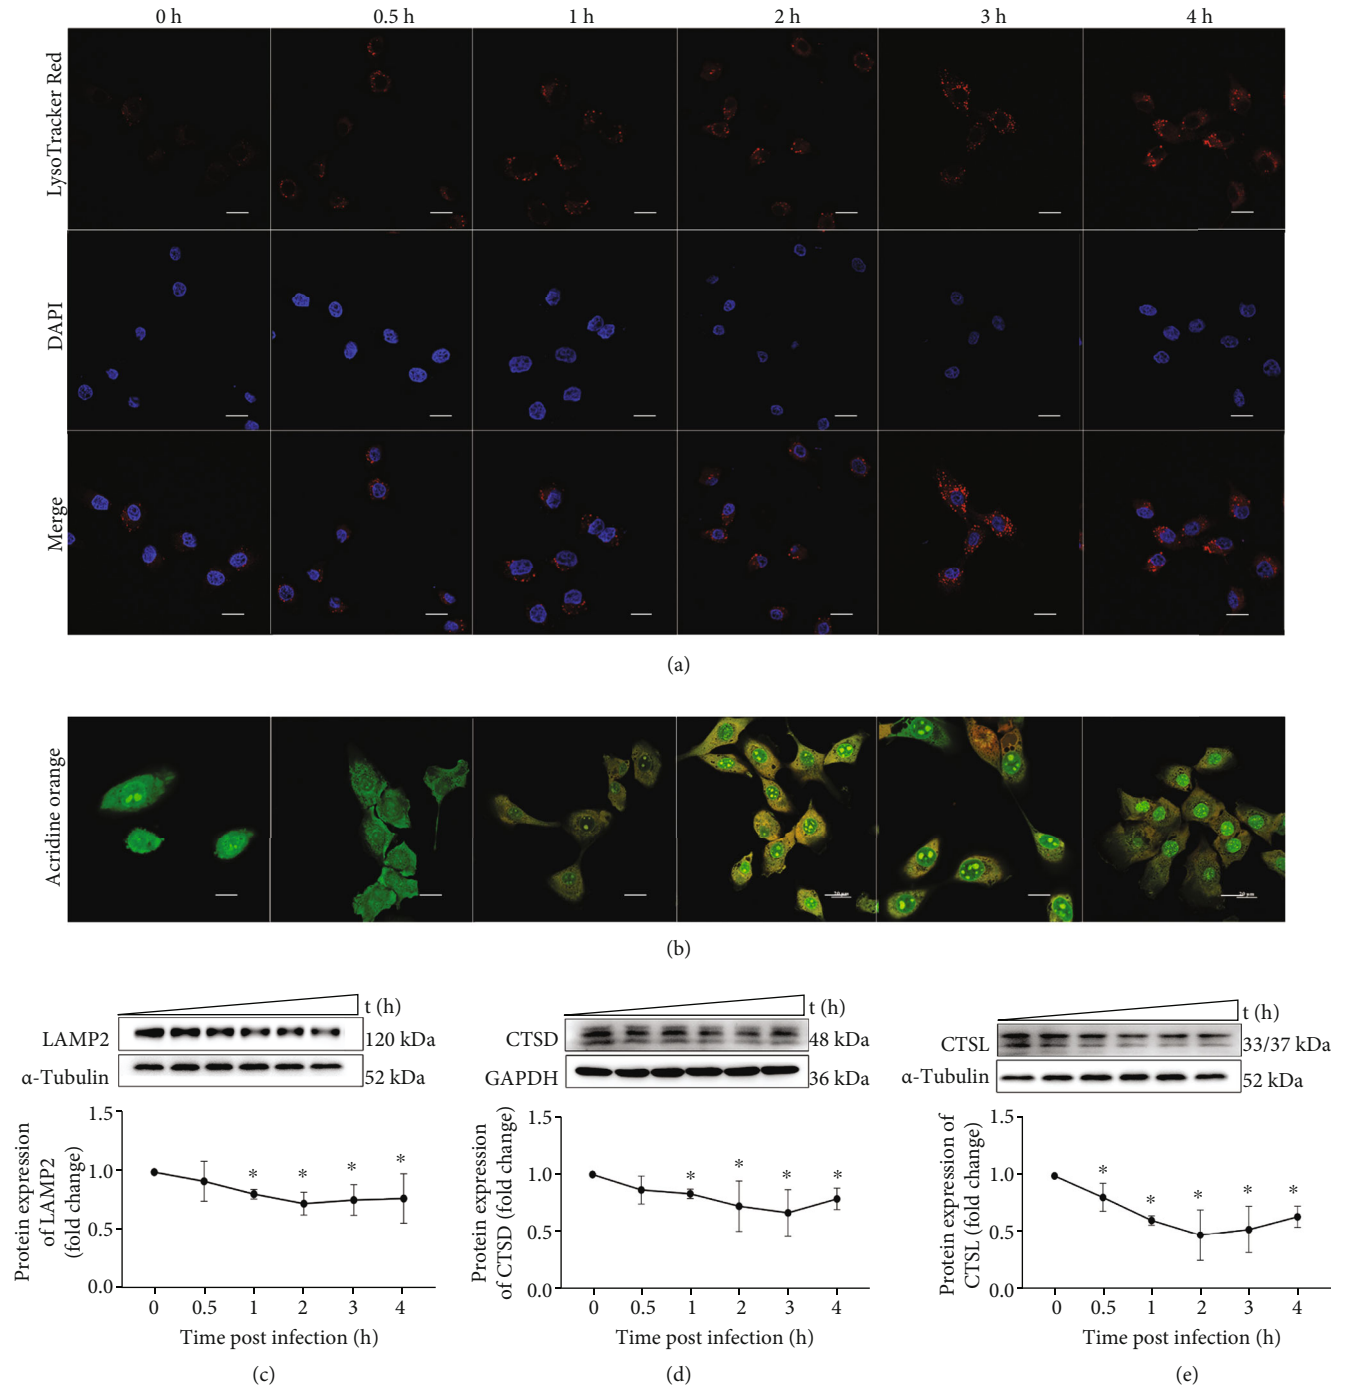 0 h 0.5 h 1 h 2 h 3 h 4 h
LysoTracker Red
DAPI
Merge
(a)
Acridine orange
20 μm
20 μm
(b)
t (h)
LAMP2 120 kDa
α-Tubulin 52 kDa
Protein expression
of LAMP2
(fold change)
1.5
1.0
0.5
0.0
* * * *
0 0.5 1 2 3 4
Time post infection (h)
(c)
t (h)
CTSD 48 kDa
GAPDH 36 kDa
Protein expression
of CTSD (fold change)
1.5
1.0
0.5
0.0
* * * *
0 0.5 1 2 3 4
Time post infection (h)
(d)
t (h)
CTSL 33/37 kDa
α-Tubulin 52 kDa
Protein expression of
CTSL (fold change)
1.5
1.0
0.5
0.0
* * * * *
0 0.5 1 2 3 4
Time post infection (h)
(e)